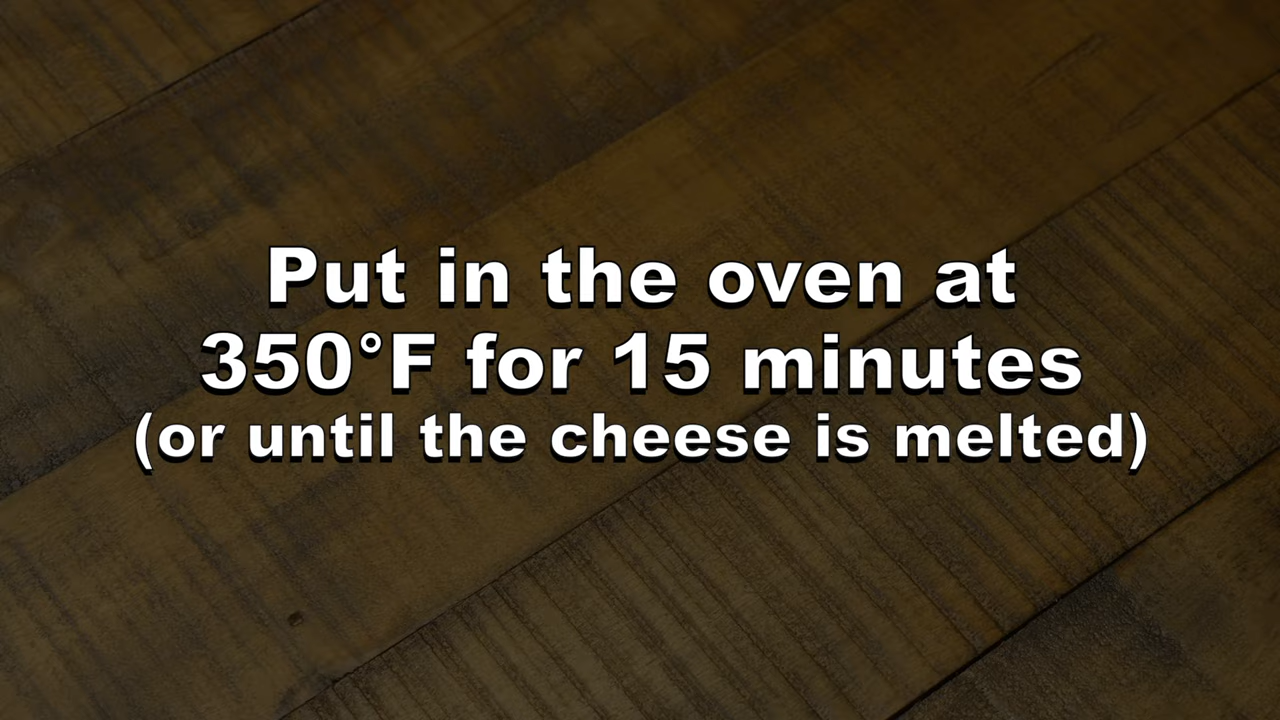 Put in the oven at
350°F for 15 minutes
(or until the cheese is melted)